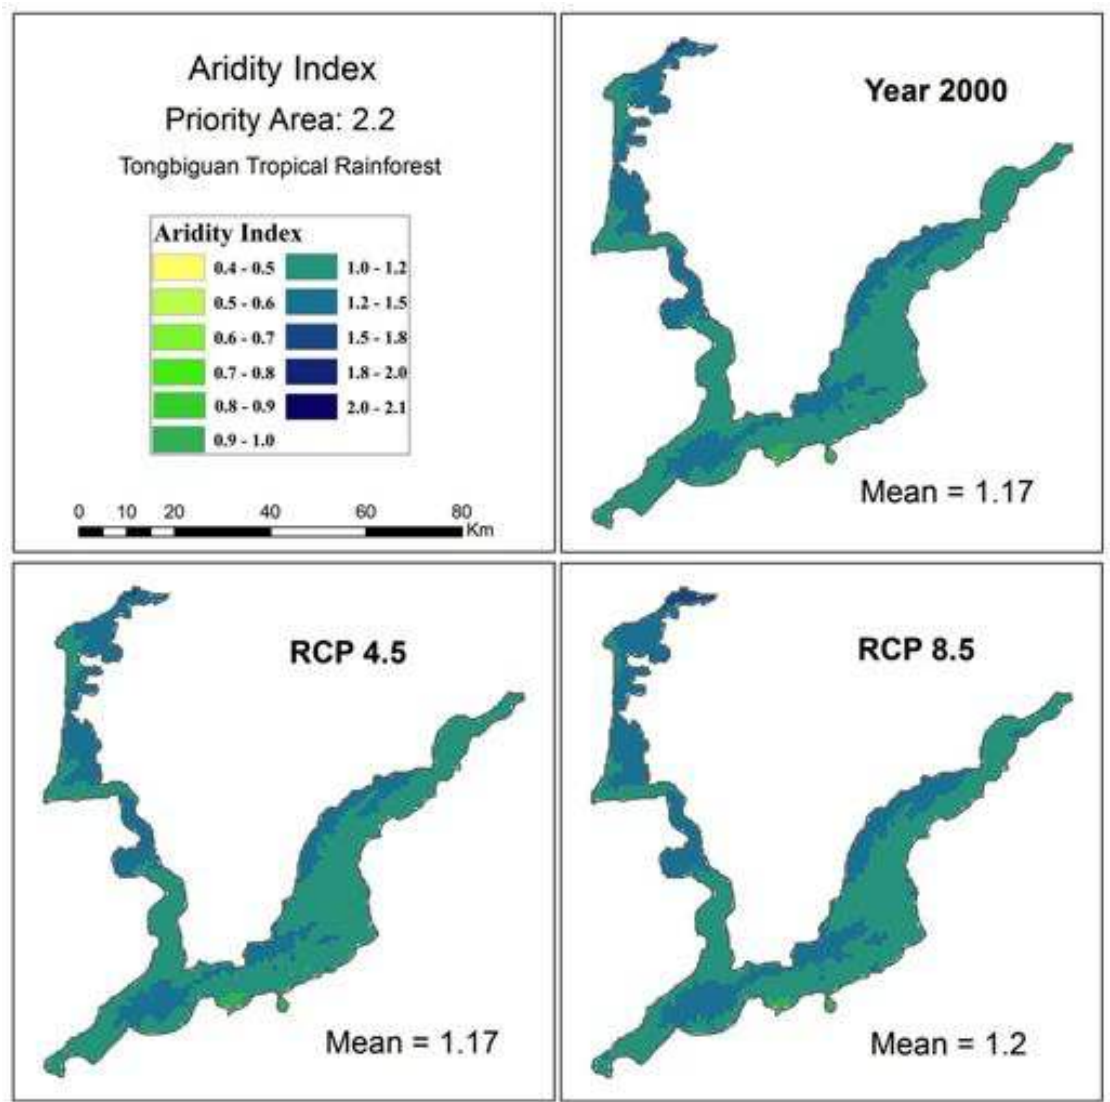 Aridity Index
Priority Area: 2.2
Tongbiguan Tropical Rainforest
Aridity Index
0.4 - 0.5
0.5 - 0.6
0.6 - 0.7
0.7 - 0.8
0.8 - 0.9
0.9 - 1.0
1.0 - 1.2
1.2 - 1.5
1.5 - 1.8
1.8 - 2.0
2.0 - 2.1
0 10 20 40 60 80
Km
Year 2000
Mean = 1.17
RCP 4.5
Mean = 1.17
RCP 8.5
Mean = 1.2